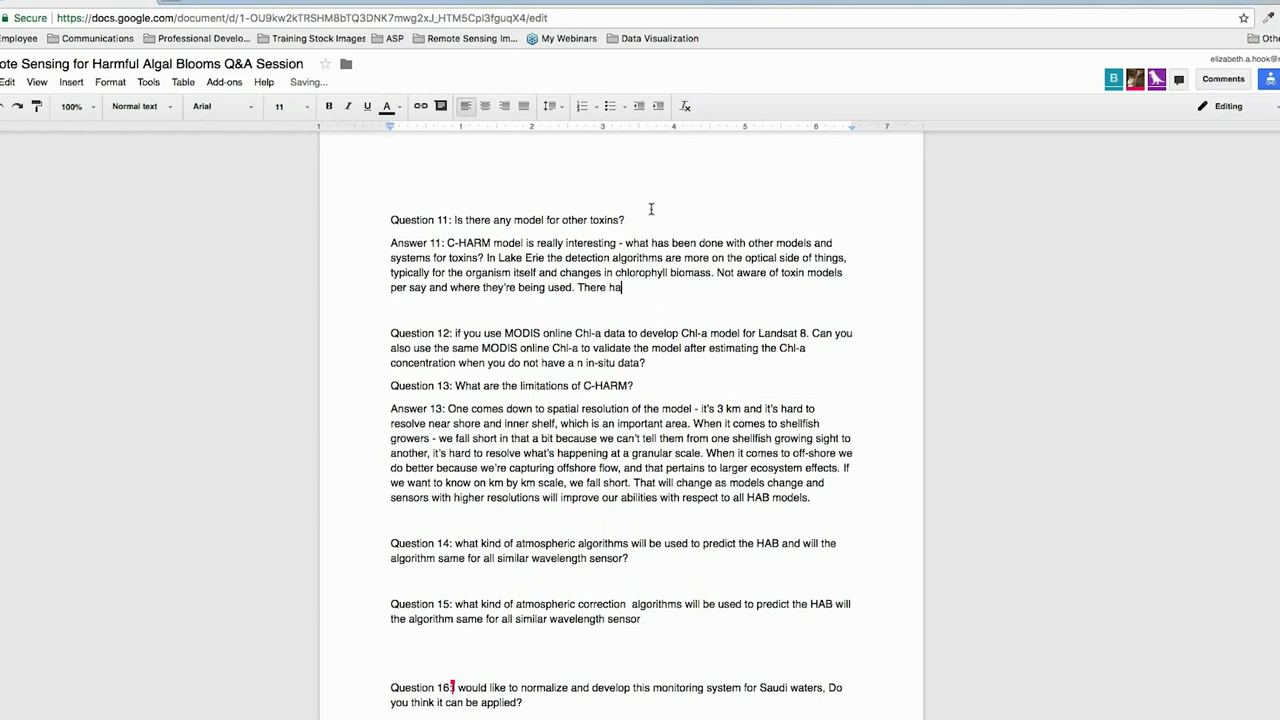 Secure https://docs.google.com/document/d/1-OU9kw2kTRSHM8bTQ3DNK7mwg2xJ_HTM5CpI3fguqX4/edit
Employee Communications Professional Develo... Training Stock Images ASP Remote Sensing Im... My Webinars Data Visualization
ote Sensing for Harmful Algal Blooms Q&A Session
elizabeth.a.hook@
Edit View Insert Format Tools Table Add-ons Help Saving...
Comments
100% Normal text Arial 11 B I U A Editing
1 1 2 3 4 5 6 7
Question 11: Is there any model for other toxins?
Answer 11: C-HARM model is really interesting - what has been done with other models and
systems for toxins? In Lake Erie the detection algorithms are more on the optical side of things,
typically for the organism itself and changes in chlorophyll biomass. Not aware of toxin models
per say and where they're being used. There ha
Question 12: if you use MODIS online Chl-a data to develop Chl-a model for Landsat 8. Can you
also use the same MODIS online Chl-a to validate the model after estimating the Chl-a
concentration when you do not have a n in-situ data?
Question 13: What are the limitations of C-HARM?
Answer 13: One comes down to spatial resolution of the model - it's 3 km and it's hard to
resolve near shore and inner shelf, which is an important area. When it comes to shellfish
growers - we fall short in that a bit because we can't tell them from one shellfish growing sight to
another, it's hard to resolve what's happening at a granular scale. When it comes to off-shore we
do better because we're capturing offshore flow, and that pertains to larger ecosystem effects. If
we want to know on km by km scale, we fall short. That will change as models change and
sensors with higher resolutions will improve our abilities with respect to all HAB models.
Question 14: what kind of atmospheric algorithms will be used to predict the HAB and will the
algorithm same for all similar wavelength sensor?
Question 15: what kind of atmospheric correction  algorithms will be used to predict the HAB will
the algorithm same for all similar wavelength sensor
Question 16: I would like to normalize and develop this monitoring system for Saudi waters, Do
you think it can be applied?